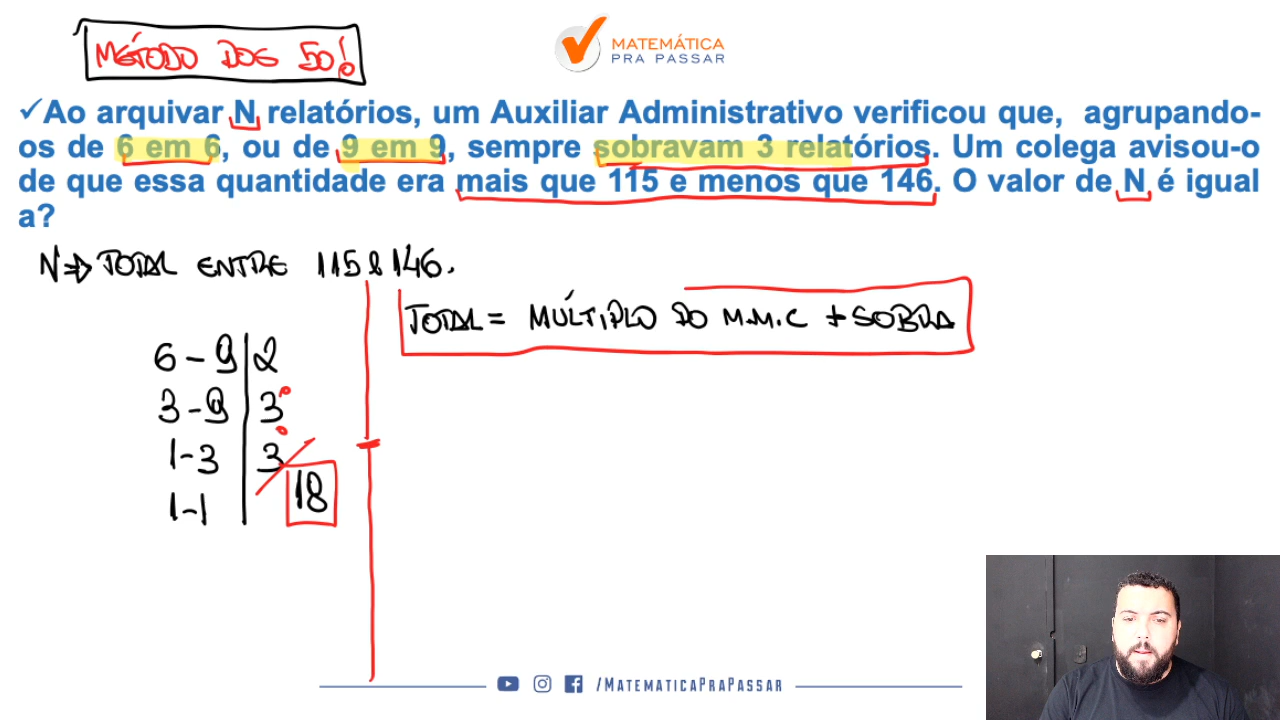 MÉTODO DOS 50!
MATEMÁTICA
PRA PASSAR
✓Ao arquivar N relatórios, um Auxiliar Administrativo verificou que, agrupando-
os de 6 em 6, ou de 9 em 9, sempre sobravam 3 relatórios. Um colega avisou-o
de que essa quantidade era mais que 115 e menos que 146. O valor de N é igual
a?
N⇒ TOTAL ENTRE 115 & 146.
TOTAL = MÚLTIPLO DO M.M.C + SOBRA
6 - 9 | 2
3 - 9 | 3
1 - 3 | 3
1 - 1 | 18
/MATEMATICAPRAPASSAR